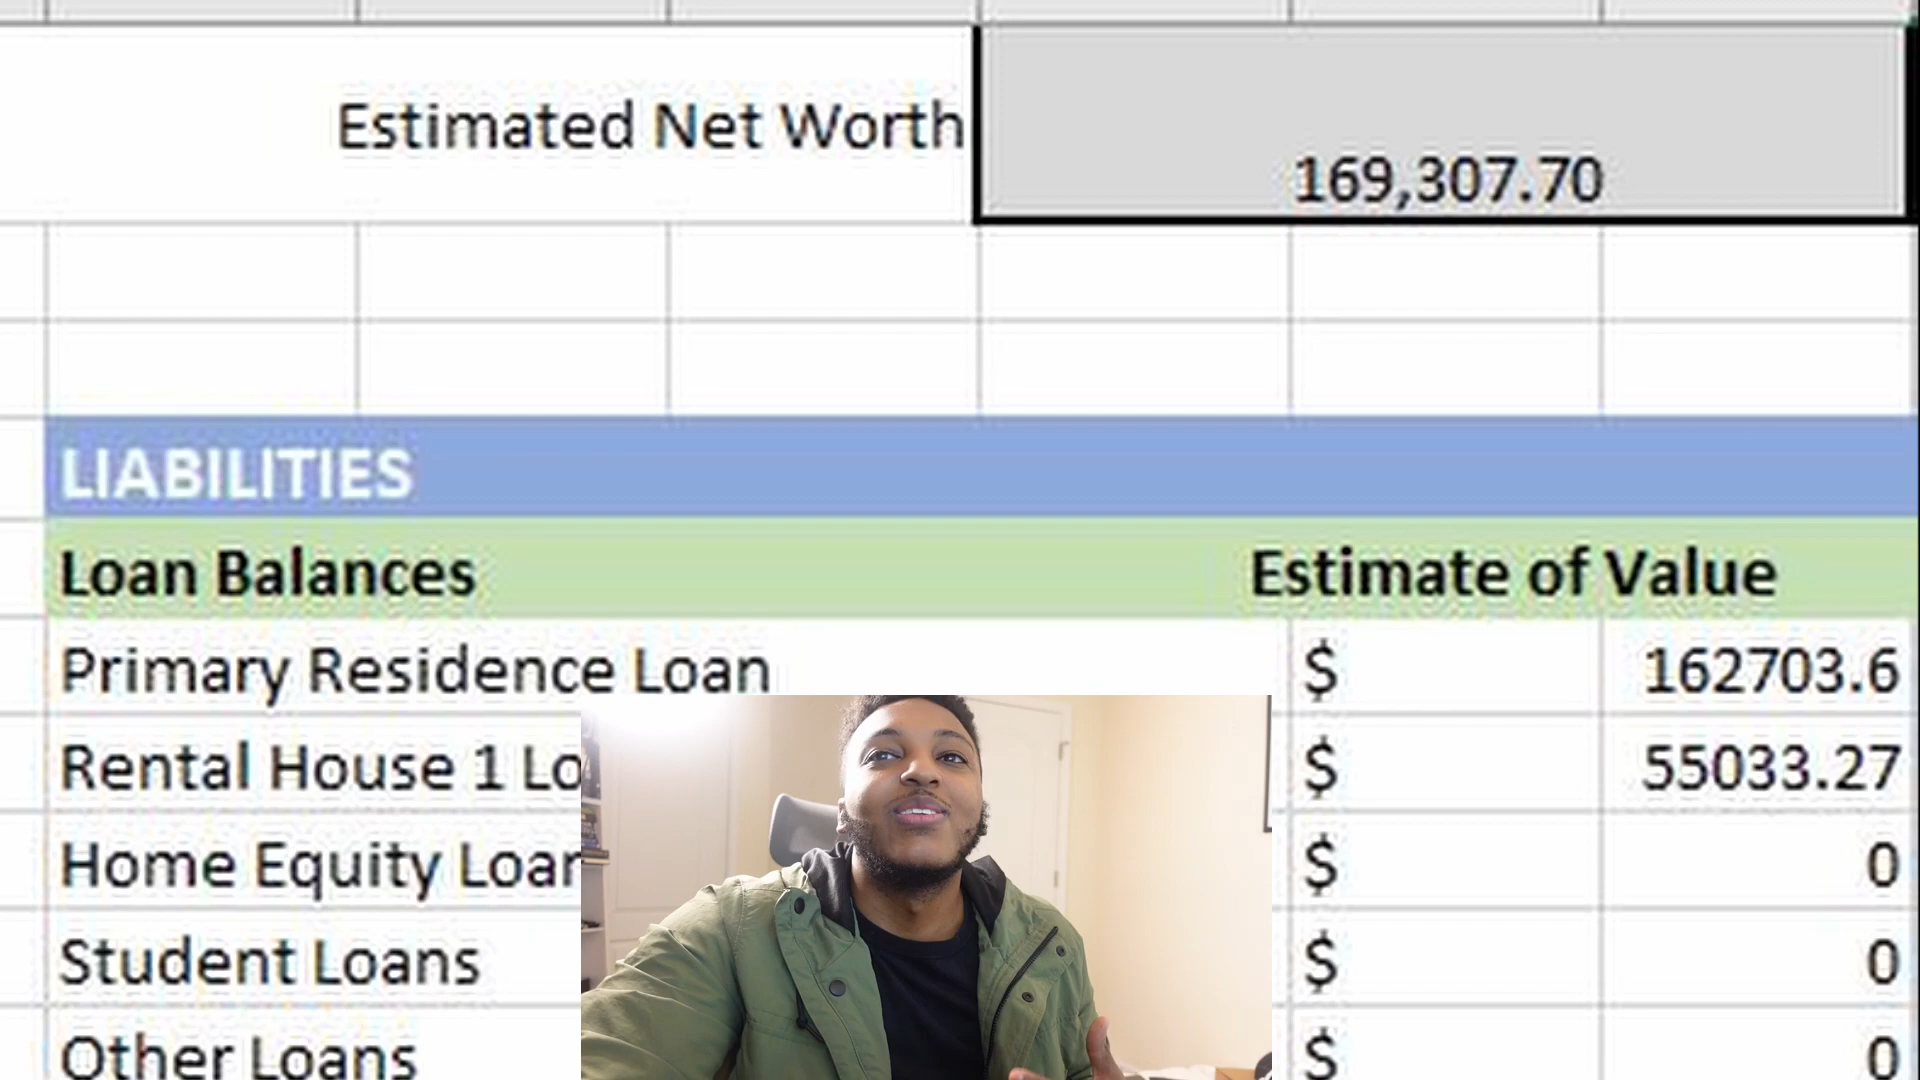 Estimated Net Worth
169,307.70
LIABILITIES
Loan Balances Estimate of Value
Primary Residence Loan $ 162703.6
Rental House 1 Lo $ 55033.27
Home Equity Loan $ 0
Student Loans $ 0
Other Loans $ 0